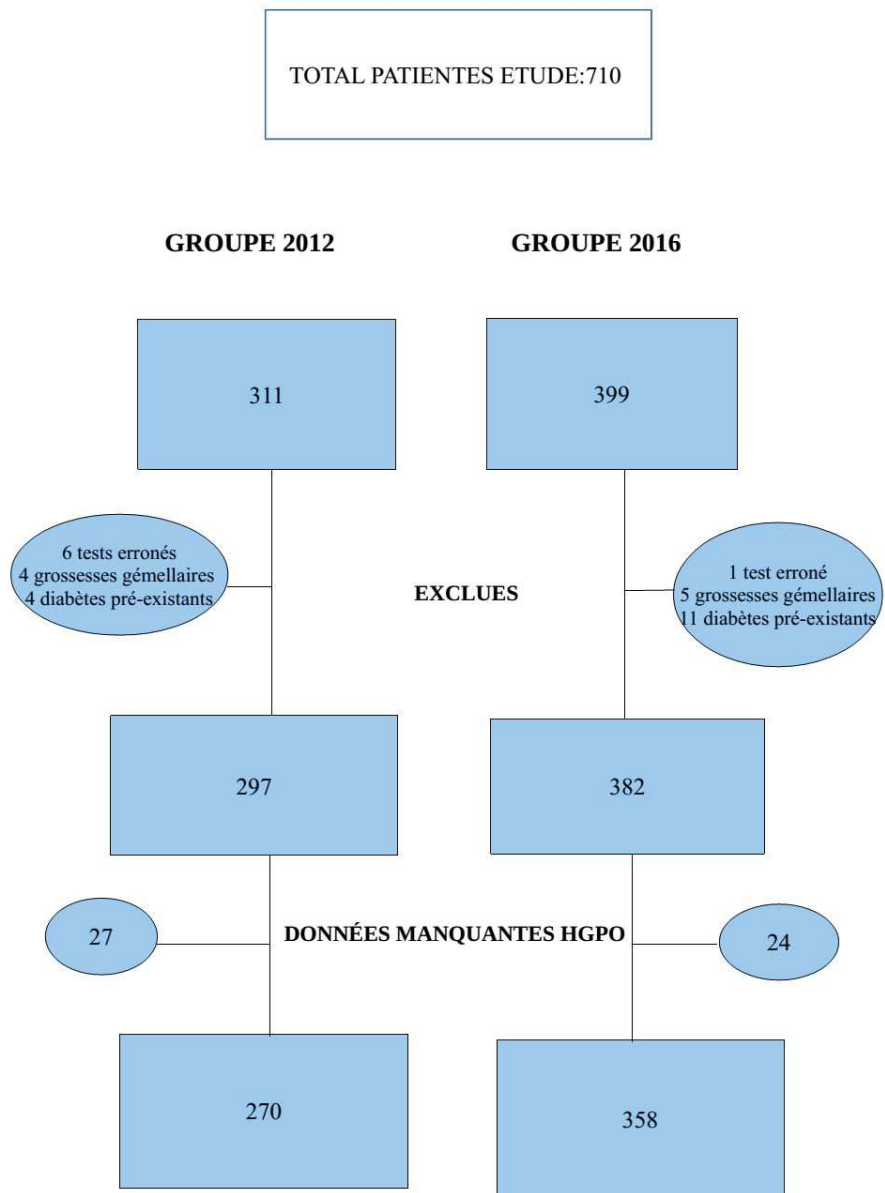 TOTAL PATIENTES ETUDE:710
GROUPE 2012
GROUPE 2016
311
399
6 tests erronés
4 grossesses gémellaires
4 diabètes pré-existants
EXCLUES
1 test erroné
5 grossesses gémellaires
11 diabètes pré-existants
297
382
27
DONNÉES MANQUANTES HGPO
24
270
358